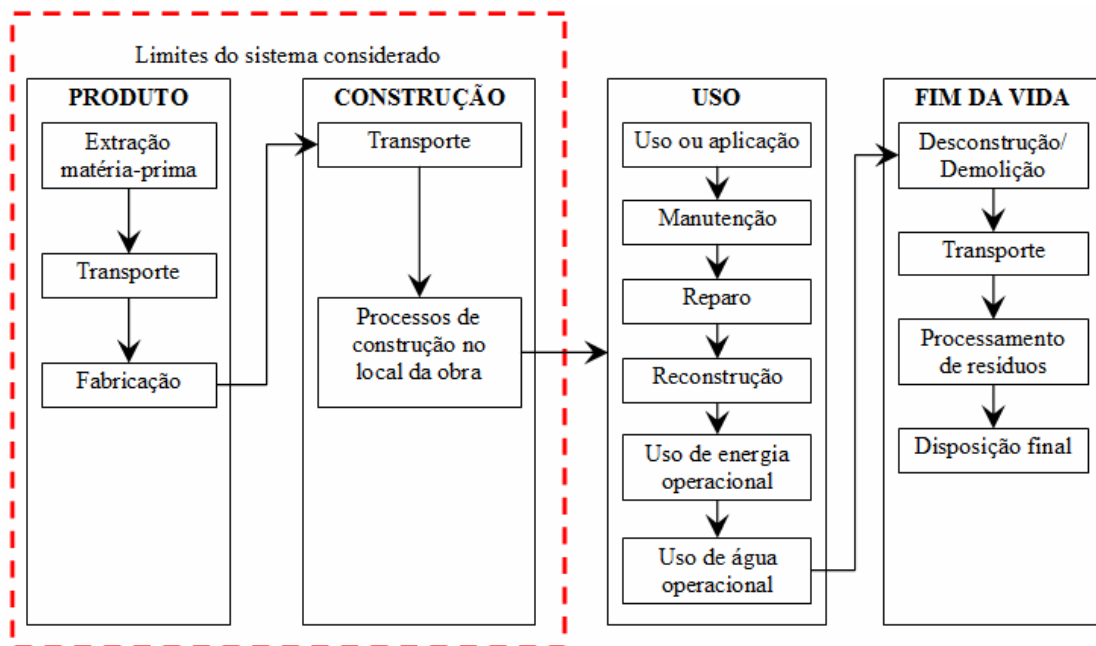 Limites do sistema considerado
PRODUTO
Extração
matéria-prima
Transporte
Fabricação
CONSTRUÇÃO
Transporte
Processos de
construção no
local da obra
USO
Uso ou aplicação
Manutenção
Reparo
Reconstrução
Uso de energia
operacional
Uso de água
operacional
FIM DA VIDA
Desconstrução/
Demolição
Transporte
Processamento
de resíduos
Disposição final